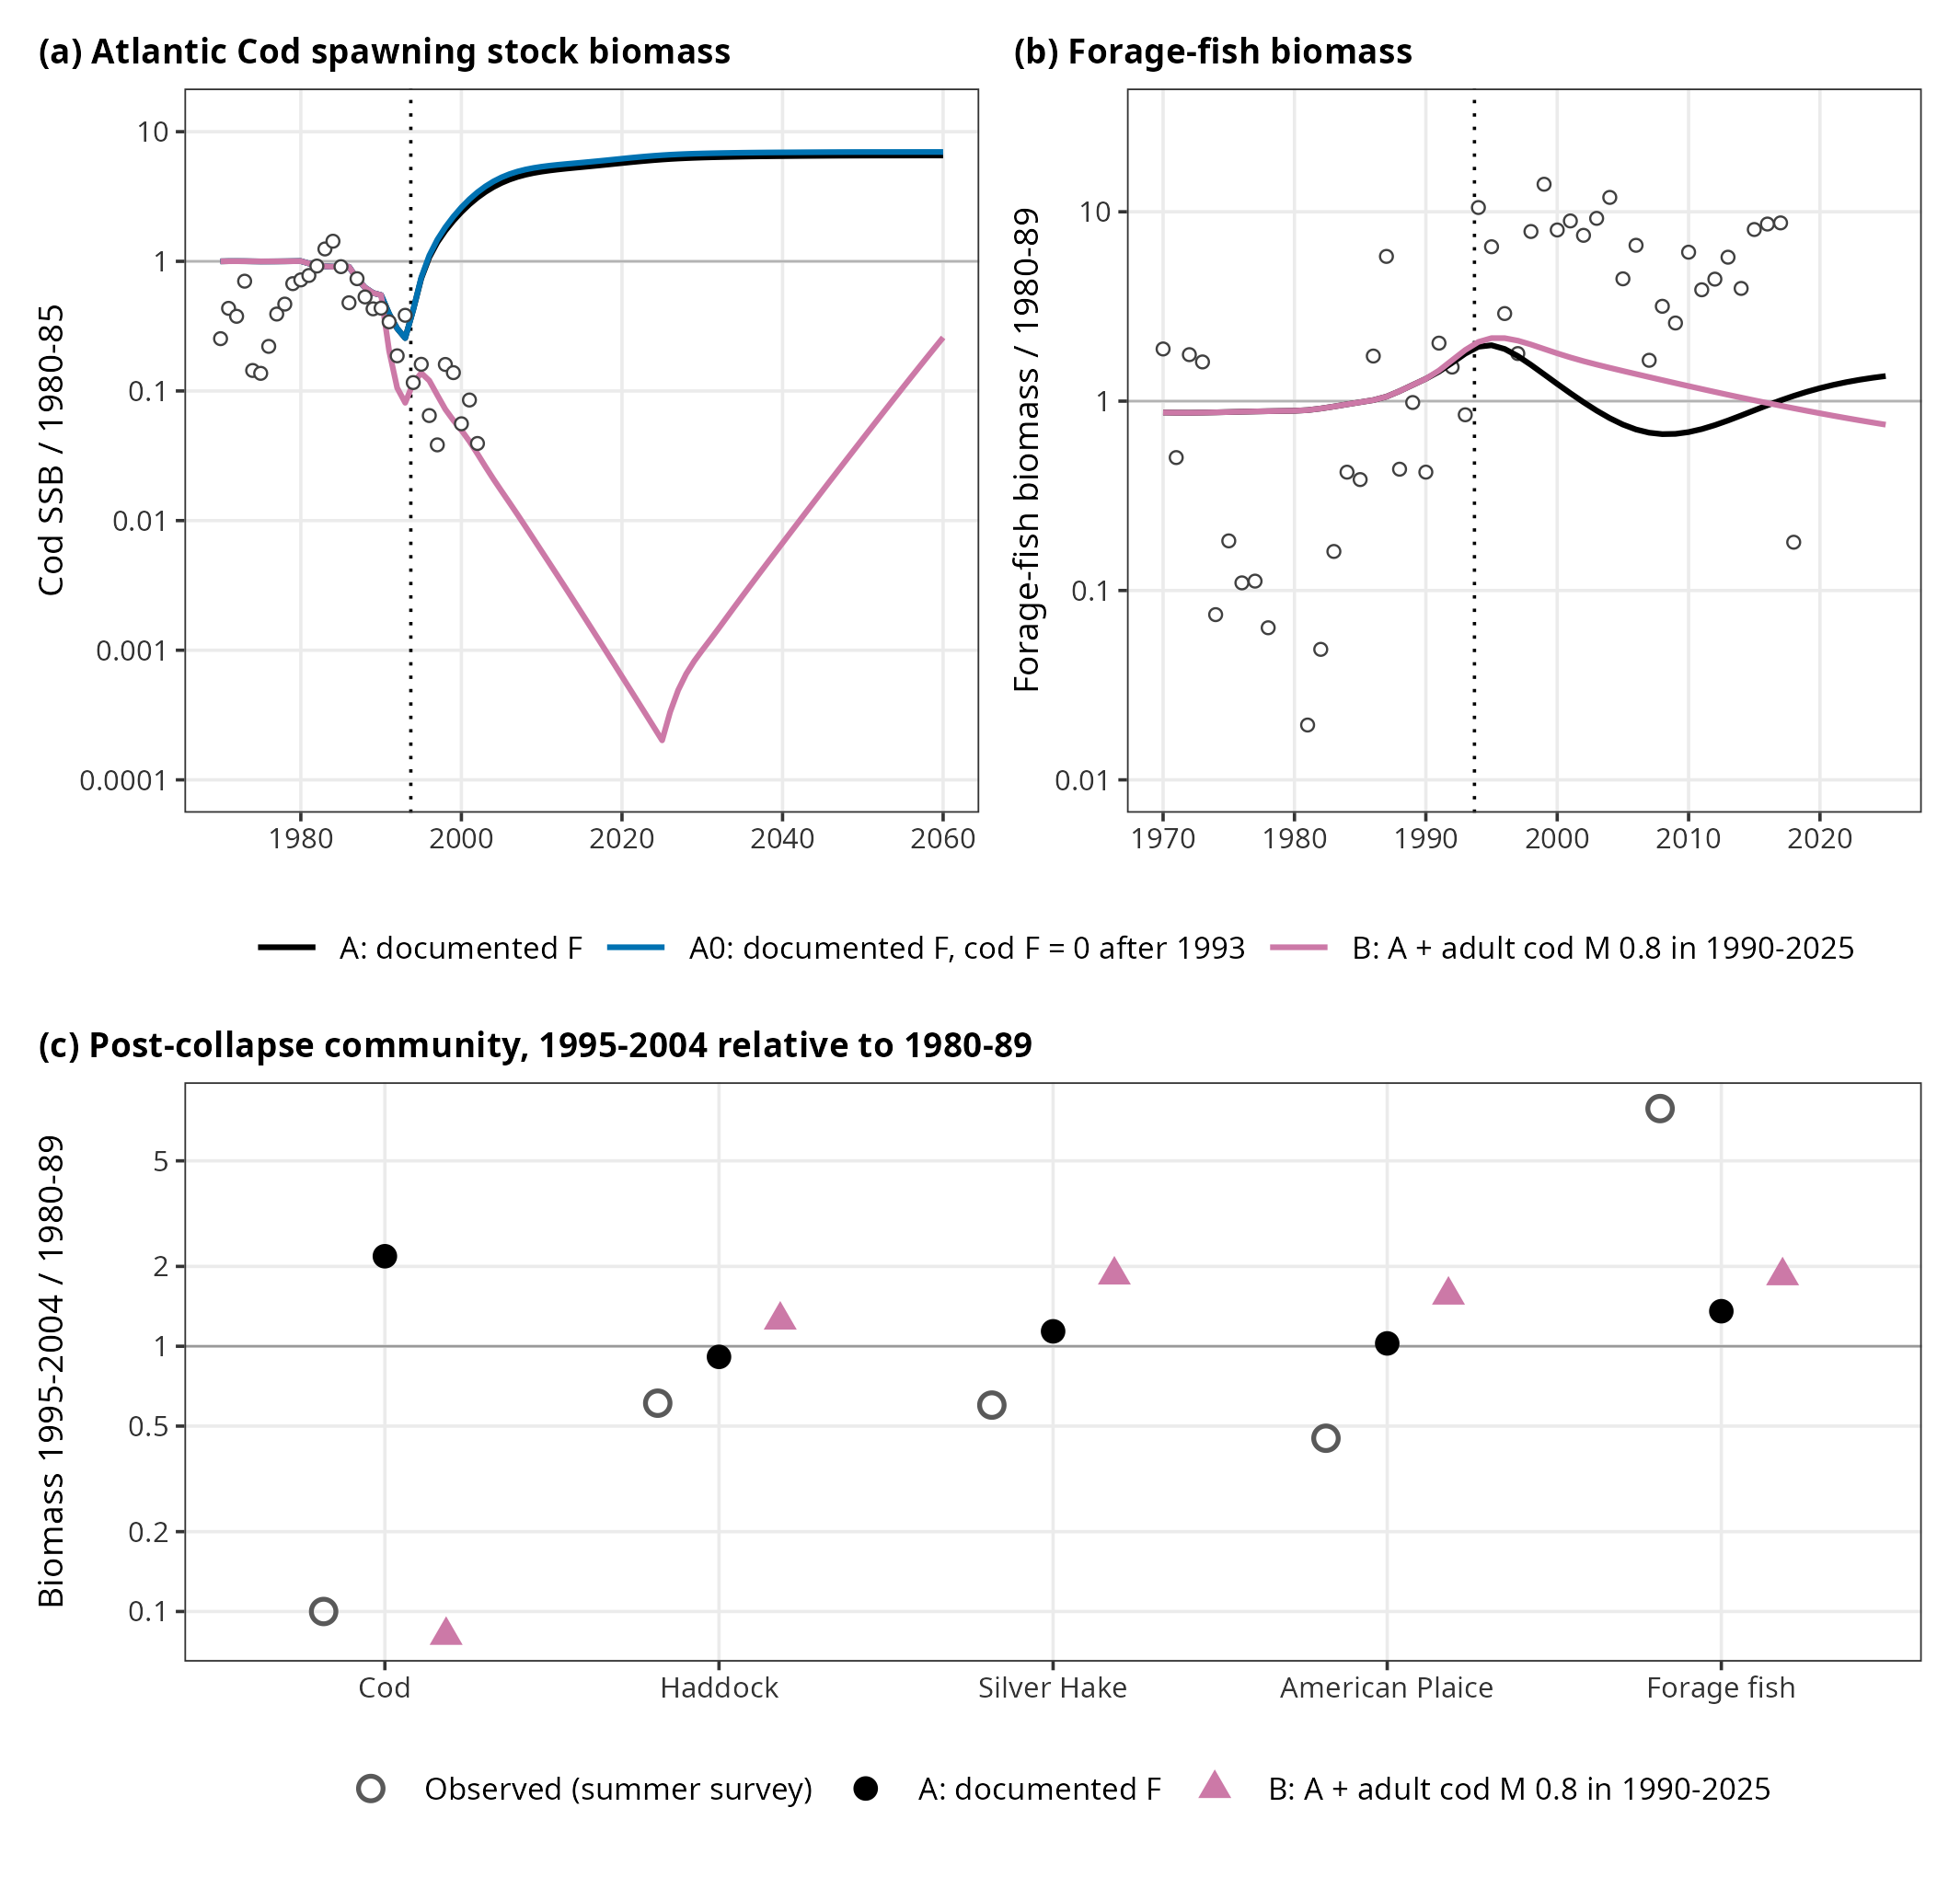 (a) Atlantic Cod spawning stock biomass
Cod SSB / 1980-85
10
1
0.1
0.01
0.001
0.0001
1980 2000 2020 2040 2060
(b) Forage-fish biomass
Forage-fish biomass / 1980-89
10
1
0.1
0.01
1970 1980 1990 2000 2010 2020
A: documented F A0: documented F, cod F = 0 after 1993 B: A + adult cod M 0.8 in 1990-2025
(c) Post-collapse community, 1995-2004 relative to 1980-89
Biomass 1995-2004 / 1980-89
5
2
1
0.5
0.2
0.1
Cod Haddock Silver Hake American Plaice Forage fish
Observed (summer survey) A: documented F B: A + adult cod M 0.8 in 1990-2025